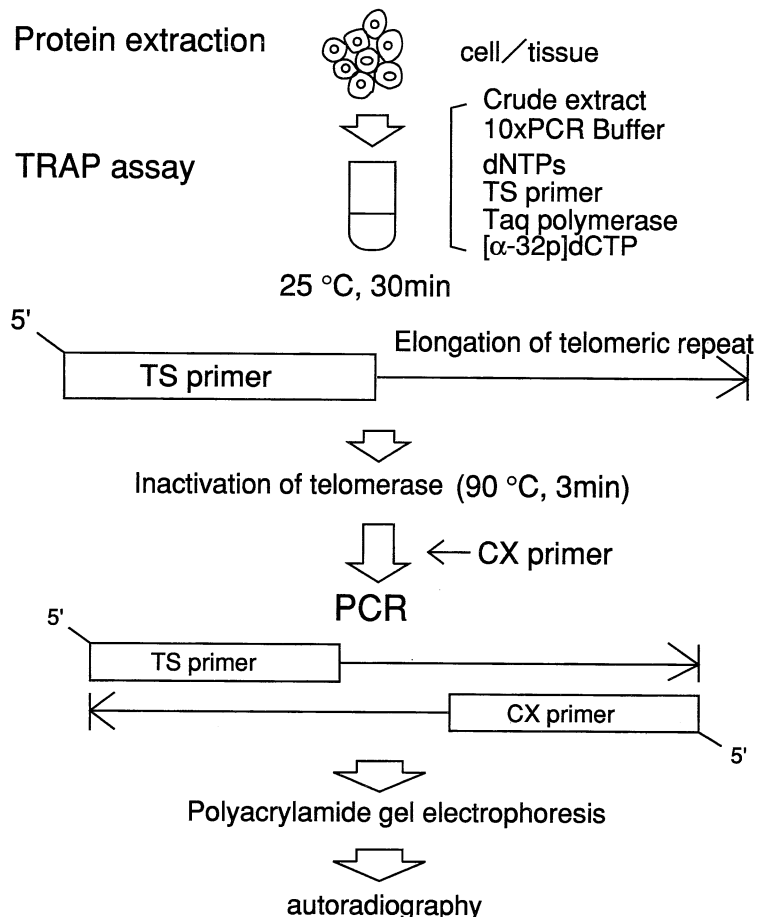 Protein extraction
cell/tissue
Crude extract
10xPCR Buffer
TRAP assay
dNTPs
TS primer
Taq polymerase
[α-32p]dCTP
25 °C, 30min
5'
Elongation of telomeric repeat
TS primer
Inactivation of telomerase (90 °C, 3min)
CX primer
PCR
5'
TS primer
CX primer
5'
Polyacrylamide gel electrophoresis
autoradiography